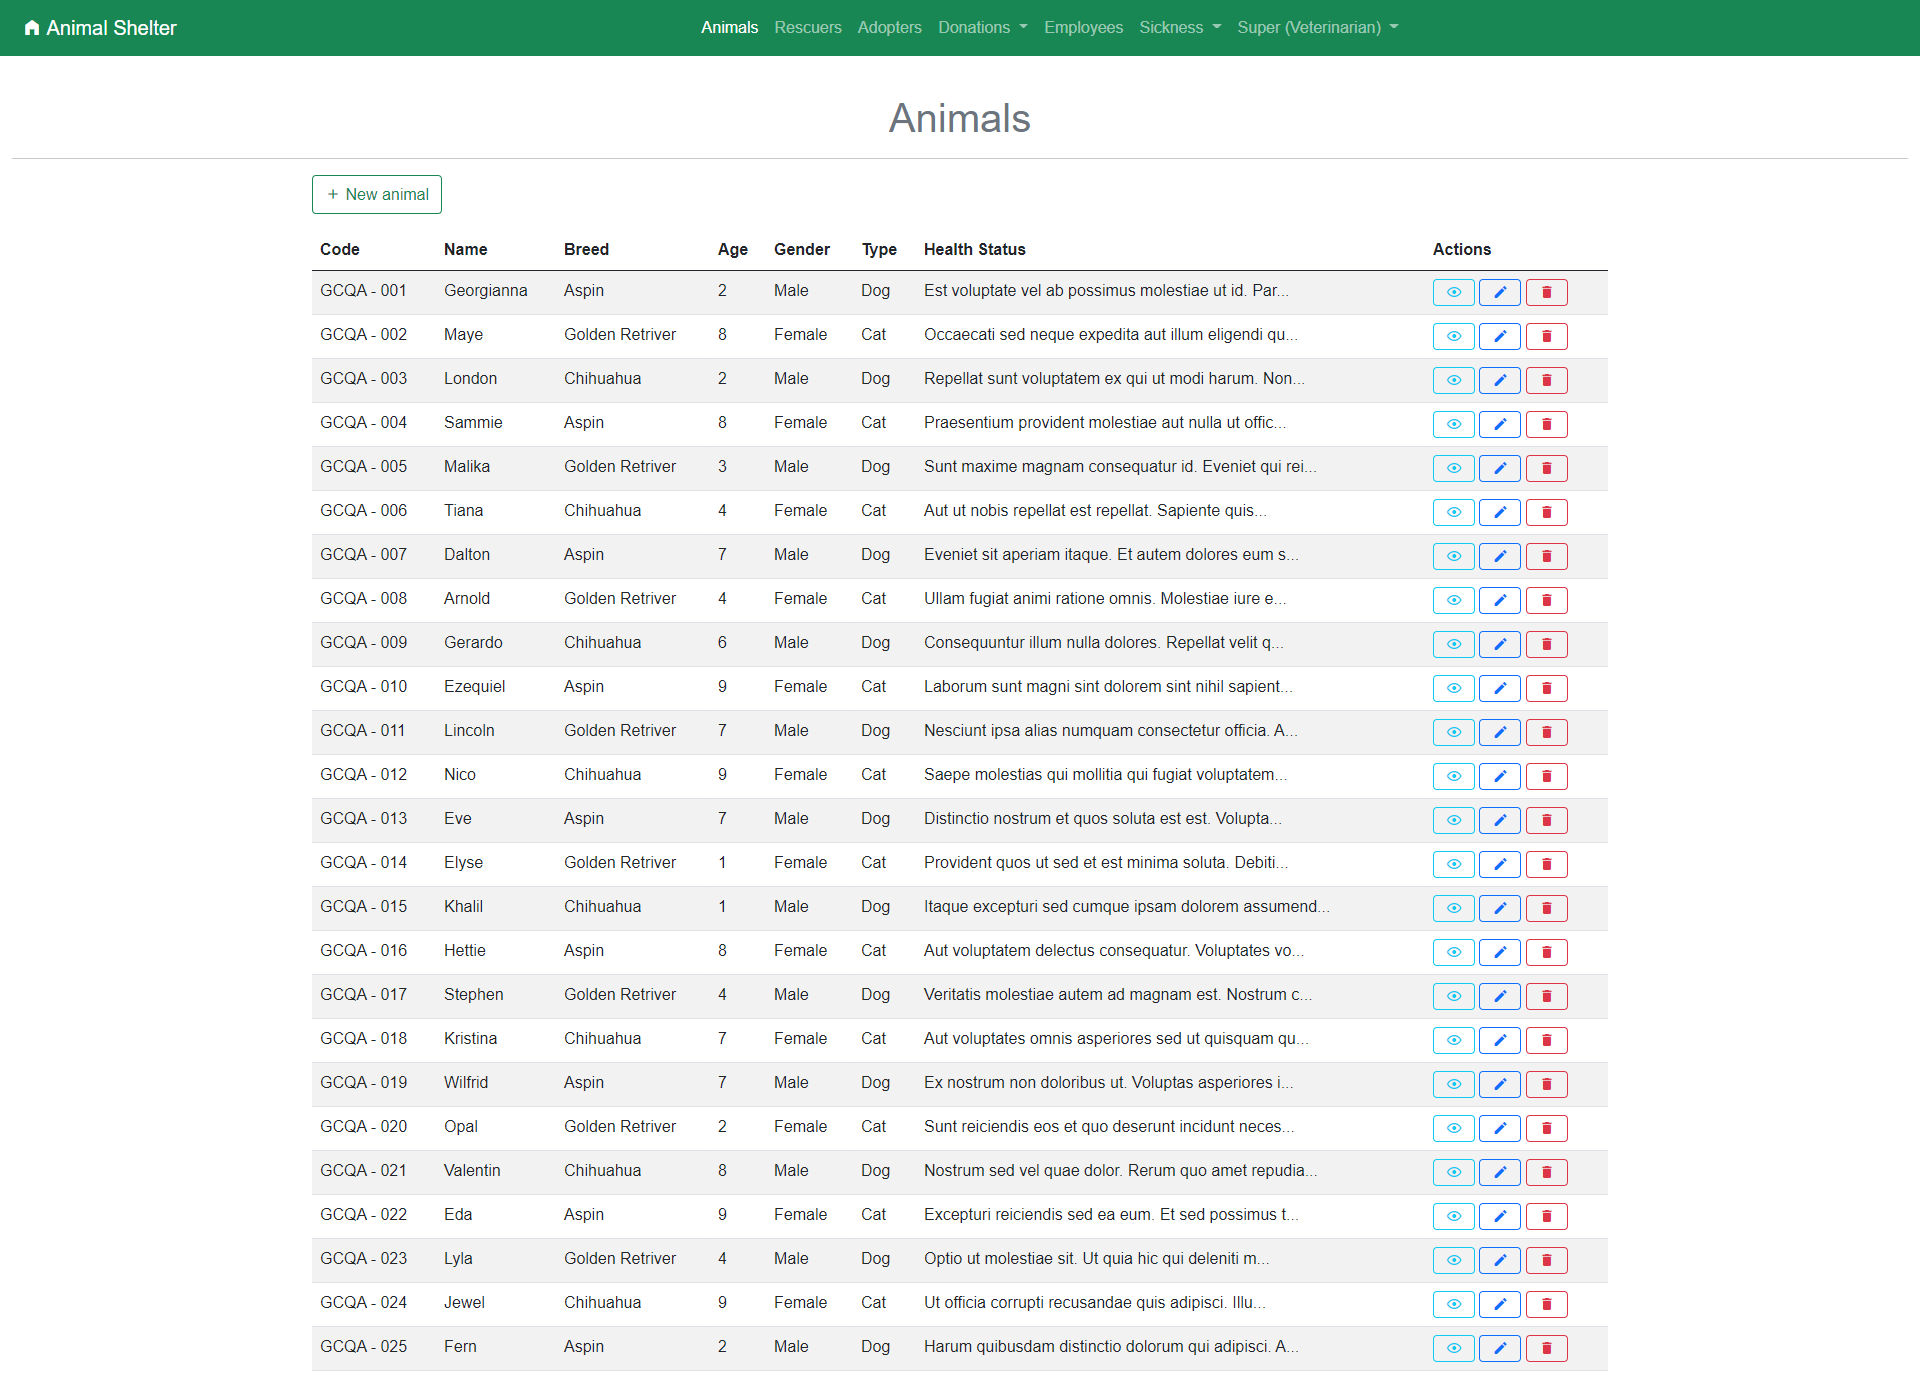 Animal Shelter Animals Rescuers Adopters Donations Employees Sickness Super (Veterinarian)
Animals
+ New animal
Code Name Breed Age Gender Type Health Status Actions
GCQA - 001 Georgianna Aspin 2 Male Dog Est voluptate vel ab possimus molestiae ut id. Par...
GCQA - 002 Maye Golden Retriver 8 Female Cat Occaecati sed neque expedita aut illum eligendi qu...
GCQA - 003 London Chihuahua 2 Male Dog Repellat sunt voluptatem ex qui ut modi harum. Non...
GCQA - 004 Sammie Aspin 8 Female Cat Praesentium provident molestiae aut nulla ut offic...
GCQA - 005 Malika Golden Retriver 3 Male Dog Sunt maxime magnam consequatur id. Eveniet qui rei...
GCQA - 006 Tiana Chihuahua 4 Female Cat Aut ut nobis repellat est repellat. Sapiente quis...
GCQA - 007 Dalton Aspin 7 Male Dog Eveniet sit aperiam itaque. Et autem dolores eum s...
GCQA - 008 Arnold Golden Retriver 4 Female Cat Ullam fugiat animi ratione omnis. Molestiae iure e...
GCQA - 009 Gerardo Chihuahua 6 Male Dog Consequuntur illum nulla dolores. Repellat velit q...
GCQA - 010 Ezequiel Aspin 9 Female Cat Laborum sunt magni sint dolorem sint nihil sapient...
GCQA - 011 Lincoln Golden Retriver 7 Male Dog Nesciunt ipsa alias numquam consectetur officia. A...
GCQA - 012 Nico Chihuahua 9 Female Cat Saepe molestias qui mollitia qui fugiat voluptatem...
GCQA - 013 Eve Aspin 7 Male Dog Distinctio nostrum et quos soluta est est. Volupta...
GCQA - 014 Elyse Golden Retriver 1 Female Cat Provident quos ut sed et est minima soluta. Debiti...
GCQA - 015 Khalil Chihuahua 1 Male Dog Itaque excepturi sed cumque ipsam dolorem assumend...
GCQA - 016 Hettie Aspin 8 Female Cat Aut voluptatem delectus consequatur. Voluptates vo...
GCQA - 017 Stephen Golden Retriver 4 Male Dog Veritatis molestiae autem ad magnam est. Nostrum c...
GCQA - 018 Kristina Chihuahua 7 Female Cat Aut voluptates omnis asperiores sed ut quisquam qu...
GCQA - 019 Wilfrid Aspin 7 Male Dog Ex nostrum non doloribus ut. Voluptas asperiores i...
GCQA - 020 Opal Golden Retriver 2 Female Cat Sunt reiciendis eos et quo deserunt incidunt neces...
GCQA - 021 Valentin Chihuahua 8 Male Dog Nostrum sed vel quae dolor. Rerum quo amet repudia...
GCQA - 022 Eda Aspin 9 Female Cat Excepturi reiciendis sed ea eum. Et sed possimus t...
GCQA - 023 Lyla Golden Retriver 4 Male Dog Optio ut molestiae sit. Ut quia hic qui deleniti m...
GCQA - 024 Jewel Chihuahua 9 Female Cat Ut officia corrupti recusandae quis adipisci. Illu...
GCQA - 025 Fern Aspin 2 Male Dog Harum quibusdam distinctio dolorum qui adipisci. A...